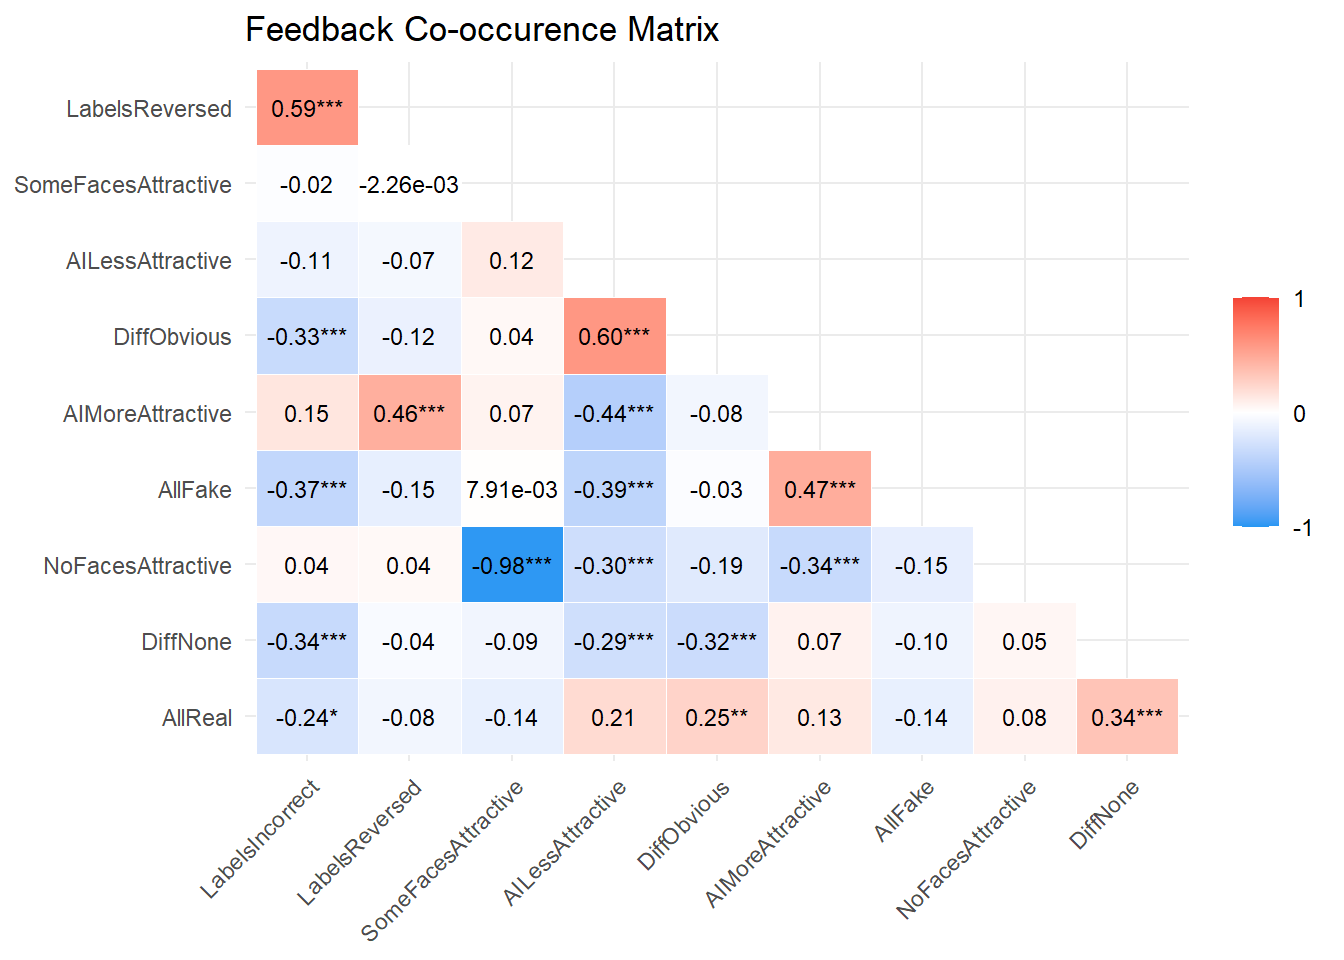 Feedback Co-occurence Matrix
LabelsReversed 0.59***
SomeFacesAttractive -0.02 -2.26e-03
AILessAttractive -0.11 -0.07 0.12
DiffObvious -0.33*** -0.12 0.04 0.60***
AIMoreAttractive 0.15 0.46*** 0.07 -0.44*** -0.08
AllFake -0.37*** -0.15 7.91e-03 -0.39*** -0.03 0.47***
NoFacesAttractive 0.04 0.04 -0.98*** -0.30*** -0.19 -0.34*** -0.15
DiffNone -0.34*** -0.04 -0.09 -0.29*** -0.32*** 0.07 -0.10 0.05
AllReal -0.24* -0.08 -0.14 0.21 0.25** 0.13 -0.14 0.08 0.34***
LabelsIncorrect
LabelsReversed
SomeFacesAttractive
AILessAttractive
DiffObvious
AIMoreAttractive
AllFake
NoFacesAttractive
DiffNone
1
0
-1